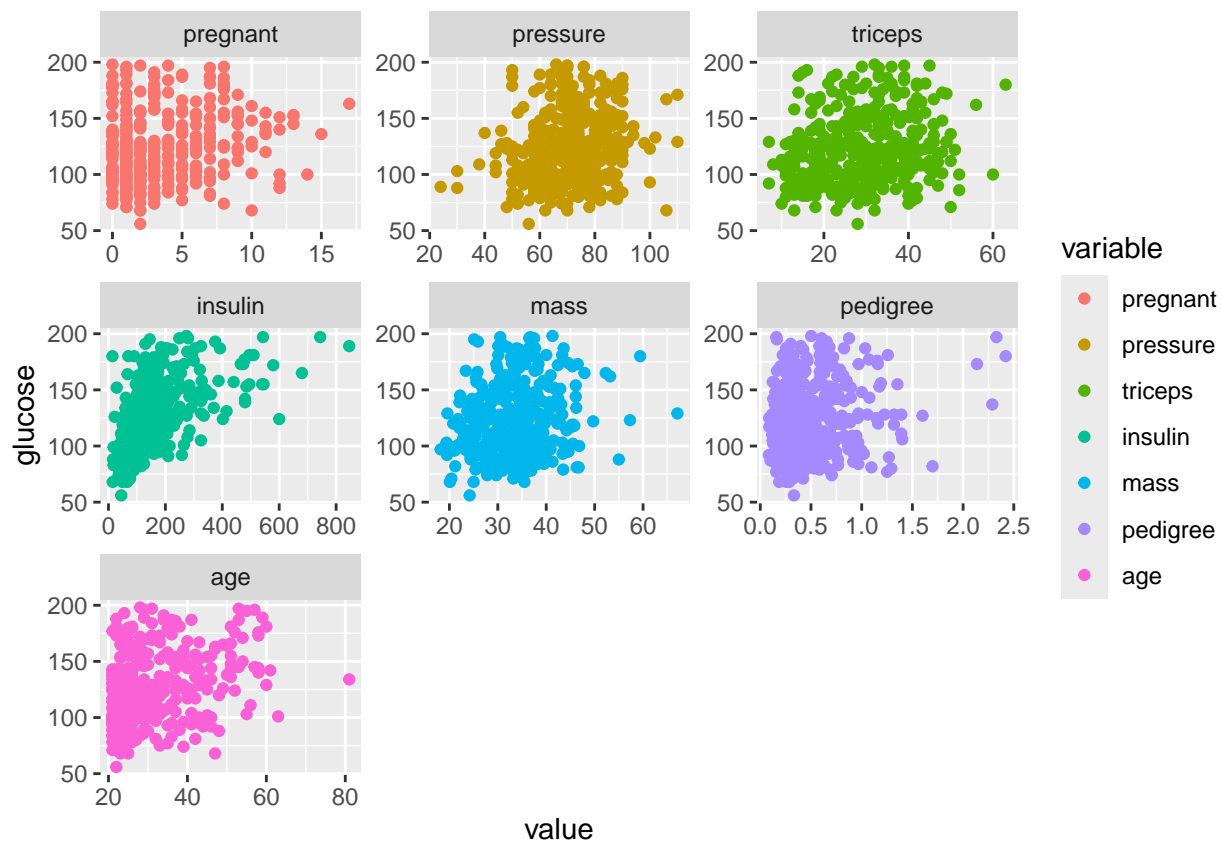 pregnant pressure triceps
200 200 200
150 150 150
100 100 100
50 50 50
0 5 10 15 20 40 60 80 100 20 40 60
insulin mass pedigree
200 200 200
150 150 150
100 100 100
50 50 50
0 200 400 600 800 20 30 40 50 60 0.0 0.5 1.0 1.5 2.0 2.5
age
200
150
100
50
20 40 60 80
glucose
value
variable
pregnant
pressure
triceps
insulin
mass
pedigree
age